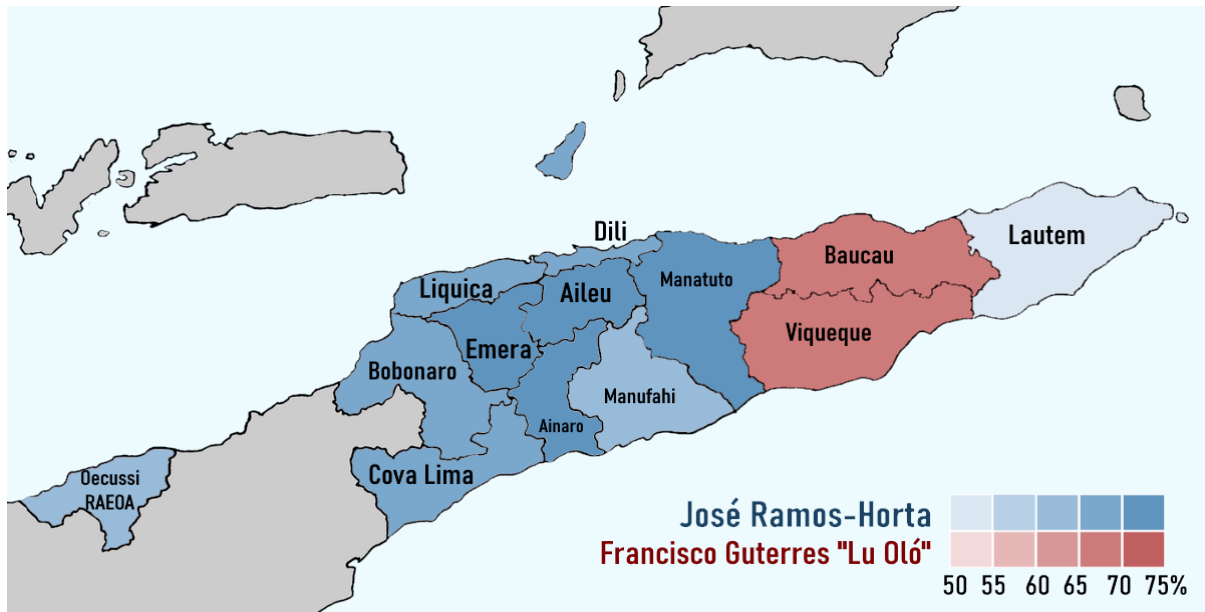 Dili
Lautem
Baucau
Manatuto
Liquica
Aileu
Viqueque
Emera
Bobonaro
Manufahi
Ainaro
Cova Lima
Oecussi
RAEOA
José Ramos-Horta
Francisco Guterres "Lu Oló"
50 55 60 65 70 75%